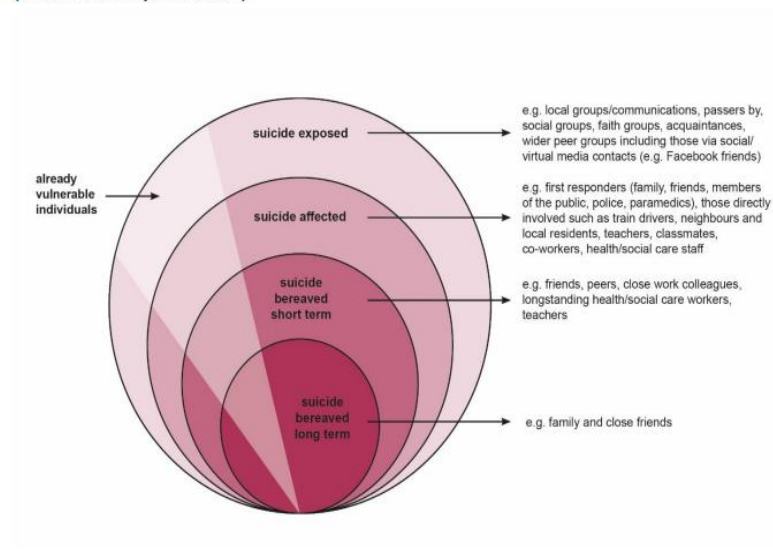 suicide exposed
e.g. local groups/communications, passers by,
social groups, faith groups, acquaintances,
wider peer groups including those via social/
virtual media contacts (e.g. Facebook friends)
already
vulnerable
individuals
suicide affected
e.g. first responders (family, friends, members
of the public, police, paramedics), those directly
involved such as train drivers, neighbours and
local residents, teachers, classmates,
co-workers, health/social care staff
suicide
bereaved
short term
e.g. friends, peers, close work colleagues,
longstanding health/social care workers,
teachers
suicide
bereaved
long term
e.g. family and close friends